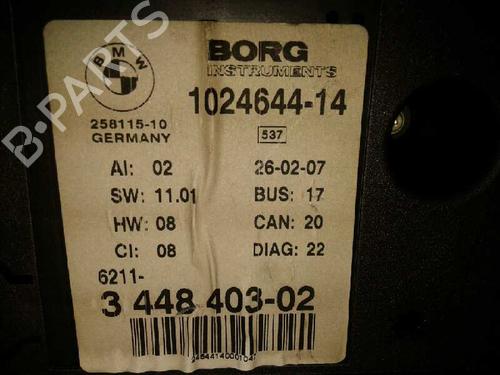 B-PARTS
BMW
BORG
INSTRUMENTS
1024644-14
258115-10
GERMANY
537
AI: 02
26-02-07
SW: 11.01
BUS: 17
HW: 08
CAN: 20
CI: 08
DIAG: 22
6211-
3 448 403-02